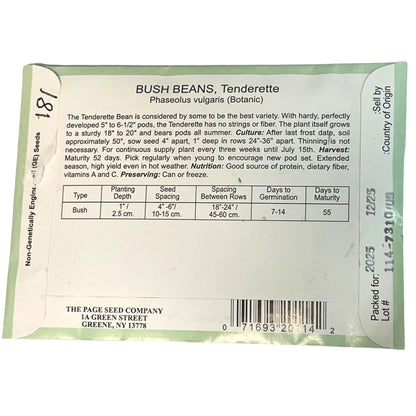 BUSH BEANS, Tenderette
Phaseolus vulgaris (Botanic)
The Tenderette Bean is considered by some to be the best variety. With hardy, perfectly
developed 5" to 6-1/2" pods, the Tenderette has no strings or fiber. The plant itself grows
to a sturdy 18" to 20" and bears pods all summer. Culture: After last frost date, soil
approximately 50°, sow seed 4" apart, 1" deep in rows 24"-36" apart. Thinning is not
necessary. For continuous supply plant every three weeks until July 15th. Harvest:
Maturity 52 days. Pick regularly when young to encourage new pod set. Extended
season, high yield even in hot weather. Nutrition: Good source of protein, dietary fiber,
vitamins A and C. Preserving: Can or freeze.
Type Planting Depth Seed Spacing Spacing Between Rows Days to Germination Days to Maturity
Bush 1"/ 2.5 cm. 4" -6"/ 10-15 cm. 18"-24"/ 45-60 cm. 7-14 55
THE PAGE SEED COMPANY
1A GREEN STREET
GREENE, NY 13778
0 71693 20514 2
181
Non-Genetically Engineered (GE) Seeds
:Sell by
:Country of Origin
Packed for: 2025 12/25
Lot # 114-7310/US